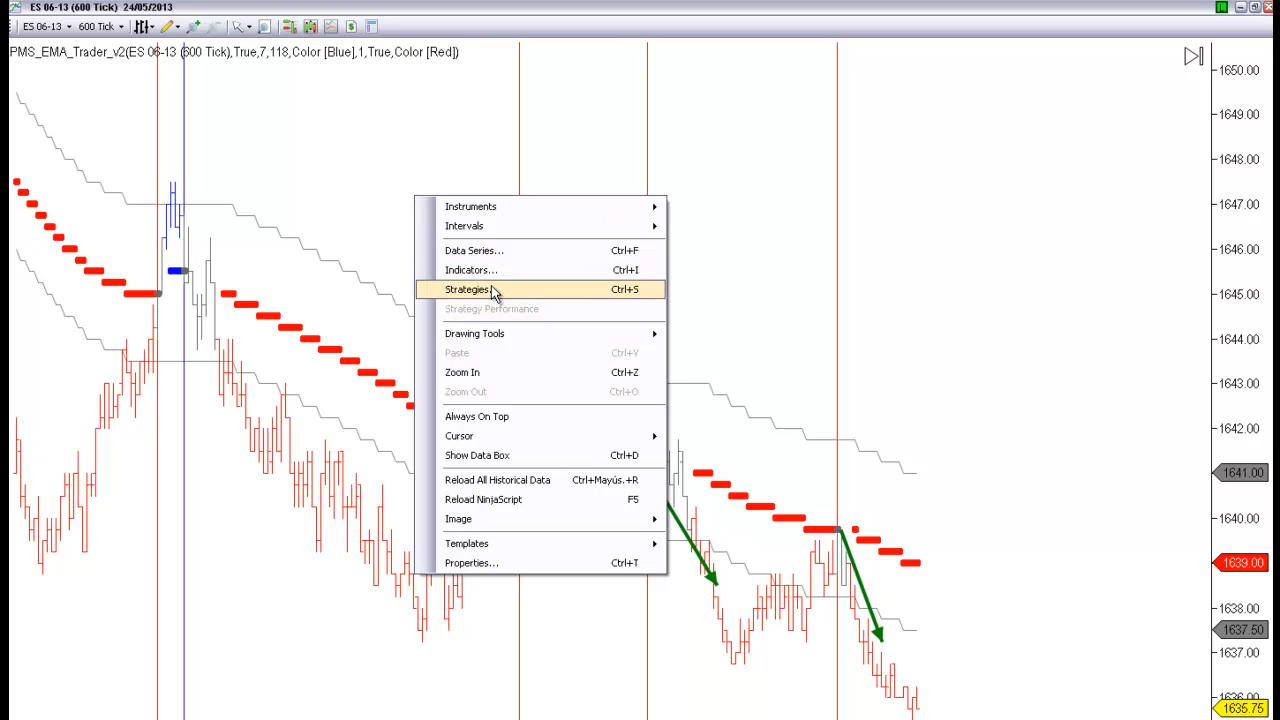 ES 06-13 (600 Tick) 24/05/2013
ES 06-13 600 Tick
PMS_EMA_Trader_v2(ES 06-13 (600 Tick),True,7,118,Color [Blue],1,True,Color [Red])
1650.00
1649.00
1648.00
1647.00
1646.00
1645.00
1644.00
1643.00
1642.00
1641.00
1640.00
1639.00
1638.00
1637.50
1637.00
1635.75
Instruments
Intervals
Data Series... Ctrl+F
Indicators... Ctrl+I
Strategies Ctrl+S
Strategy Performance
Drawing Tools
Paste Ctrl+V
Zoom In Ctrl+Z
Zoom Out Ctrl+O
Always On Top
Cursor
Show Data Box Ctrl+D
Reload All Historical Data Ctrl+Mayús.+R
Reload NinjaScript F5
Image
Templates
Properties... Ctrl+T